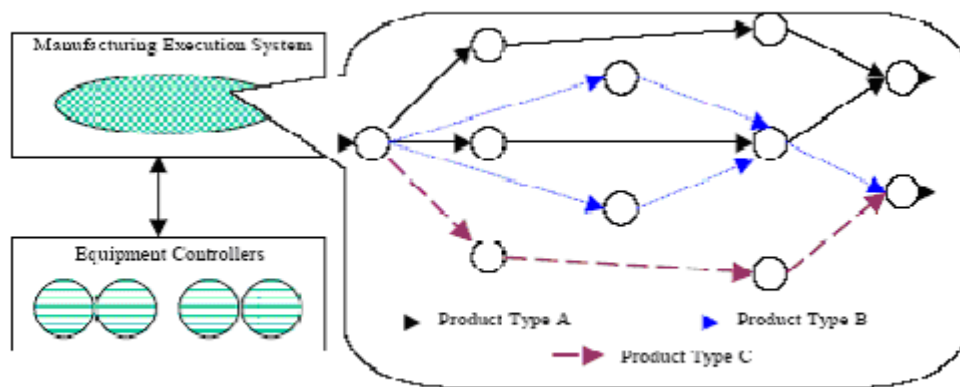 Manufacturing Execution System
Equipment Controllers
Product Type A
Product Type B
Product Type C